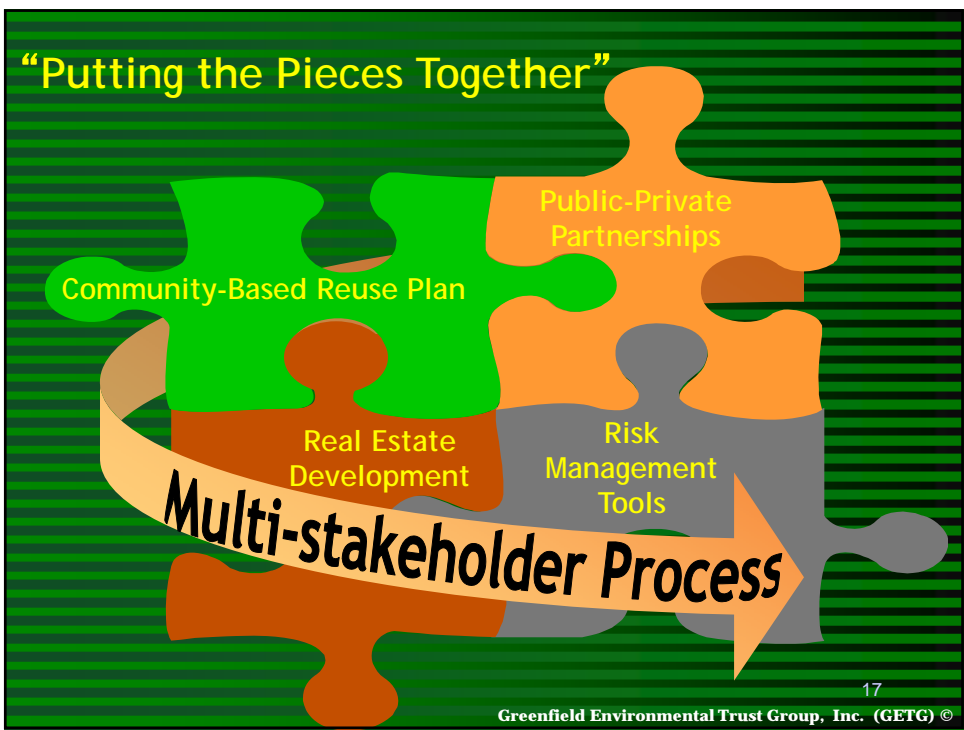 “Putting the Pieces Together”
Public-Private
Partnerships
Community-Based Reuse Plan
Real Estate
Development
Risk
Management
Tools
Multi-stakeholder Process
17
Greenfield Environmental Trust Group, Inc. (GETG) ©